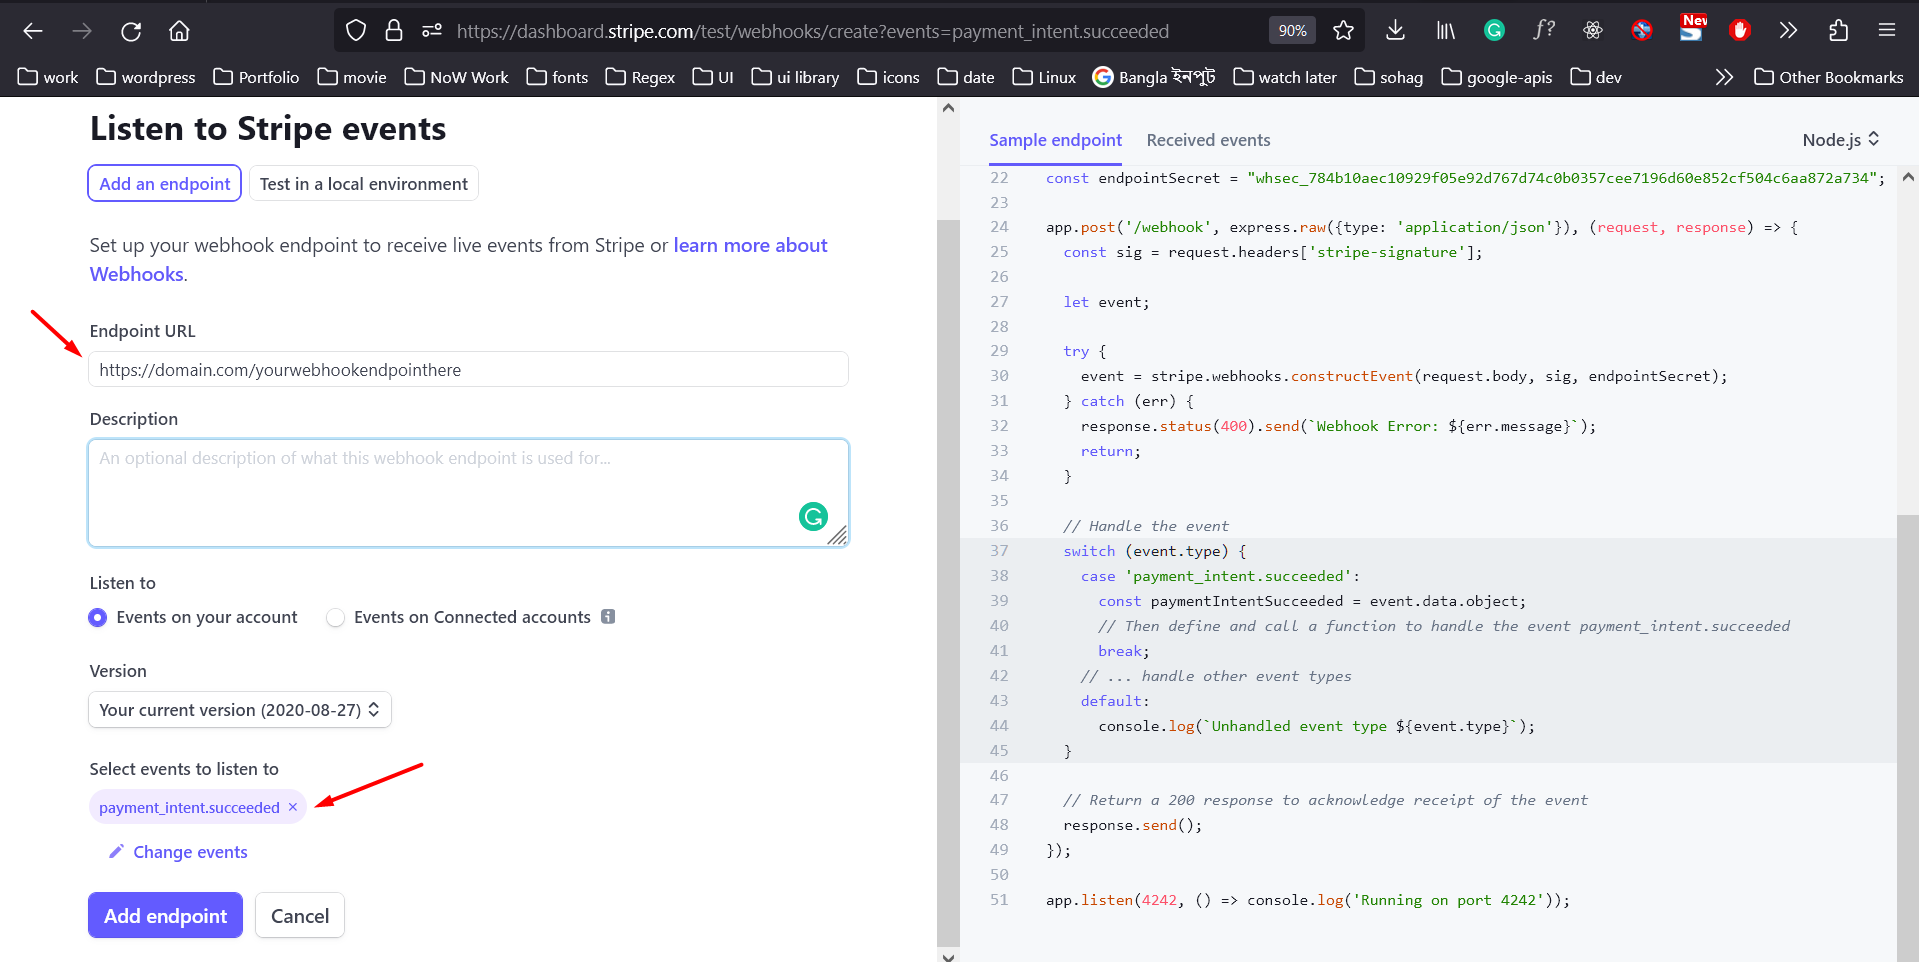 https://dashboard.stripe.com/test/webhooks/create?events=payment_intent.succeeded
90%
f?
New
S
work
wordpress
Portfolio
movie
NoW Work
fonts
Regex
UI
ui library
icons
date
Linux
G Bangla ইনপুট
watch later
sohag
google-apis
dev
Other Bookmarks
Listen to Stripe events
Add an endpoint
Test in a local environment
Set up your webhook endpoint to receive live events from Stripe or learn more about
Webhooks.
Endpoint URL
https://domain.com/yourwebhookendpointhere
Description
An optional description of what this webhook endpoint is used for...
Listen to
Events on your account
Events on Connected accounts
Version
Your current version (2020-08-27)
Select events to listen to
payment_intent.succeeded ×
Change events
Add endpoint
Cancel
Sample endpoint
Received events
Node.js
22 const endpointSecret = "whsec_784b10aec10929f05e92d767d74c0b0357cee7196d60e852cf504c6aa872a734";
23
24 app.post('/webhook', express.raw({type: 'application/json'}), (request, response) => {
25 const sig = request.headers['stripe-signature'];
26
27 let event;
28
29 try {
30 event = stripe.webhooks.constructEvent(request.body, sig, endpointSecret);
31 } catch (err) {
32 response.status(400).send(`Webhook Error: ${err.message}`);
33 return;
34 }
35
36 // Handle the event
37 switch (event.type) {
38 case 'payment_intent.succeeded':
39 const paymentIntentSucceeded = event.data.object;
40 // Then define and call a function to handle the event payment_intent.succeeded
41 break;
42 // ... handle other event types
43 default:
44 console.log(`Unhandled event type ${event.type}`);
45 }
46
47 // Return a 200 response to acknowledge receipt of the event
48 response.send();
49 });
50
51 app.listen(4242, () => console.log('Running on port 4242'));